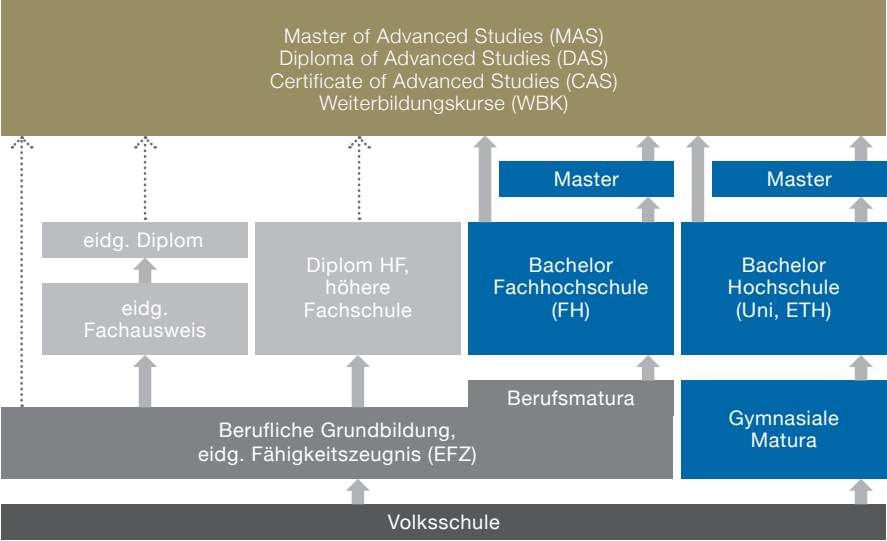 Master of Advanced Studies (MAS)
Diploma of Advanced Studies (DAS)
Certificate of Advanced Studies (CAS)
Weiterbildungskurse (WBK)
Master
Master
eidg. Diplom
eidg.
Fachausweis
Diplom HF,
höhere
Fachschule
Bachelor
Fachhochschule
(FH)
Bachelor
Hochschule
(Uni, ETH)
Berufsmatura
Berufliche Grundbildung,
eidg. Fähigkeitszeugnis (EFZ)
Gymnasiale
Matura
Volksschule